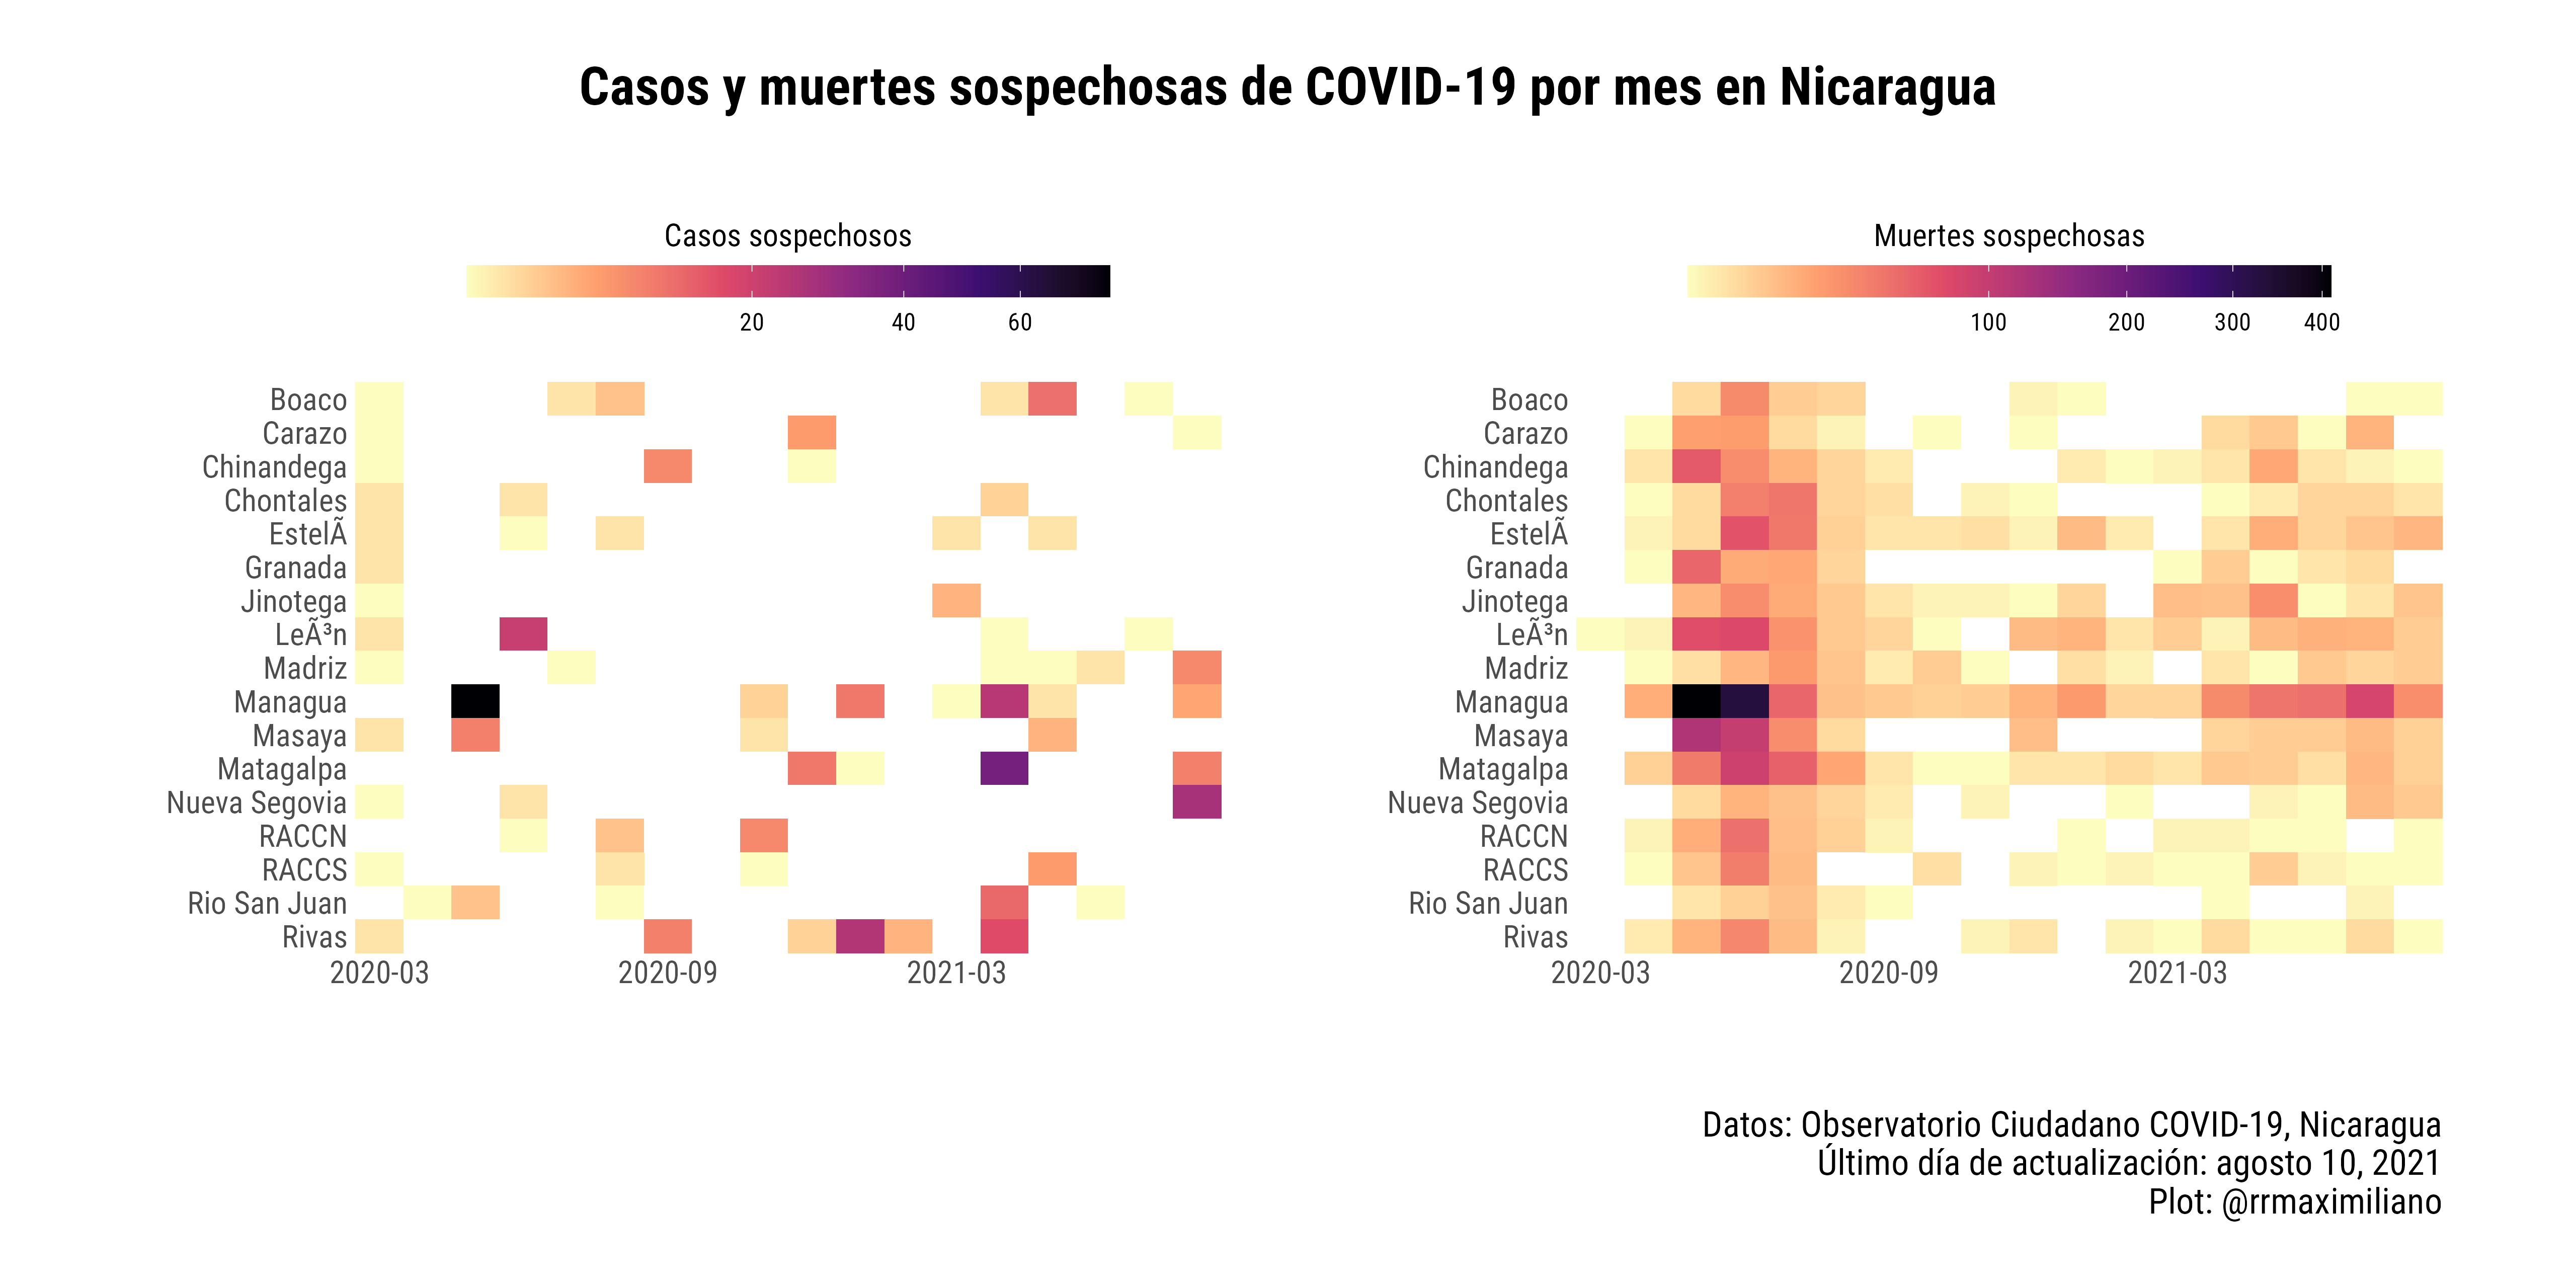 Casos y muertes sospechosas de COVID-19 por mes en Nicaragua
Casos sospechosos
20 40 60
Boaco
Carazo
Chinandega
Chontales
EstelÃ
Granada
Jinotega
LeÃ³n
Madriz
Managua
Masaya
Matagalpa
Nueva Segovia
RACCN
RACCS
Rio San Juan
Rivas
2020-03 2020-09 2021-03
Muertes sospechosas
100 200 300 400
Boaco
Carazo
Chinandega
Chontales
EstelÃ
Granada
Jinotega
LeÃ³n
Madriz
Managua
Masaya
Matagalpa
Nueva Segovia
RACCN
RACCS
Rio San Juan
Rivas
2020-03 2020-09 2021-03
Datos: Observatorio Ciudadano COVID-19, Nicaragua
Último día de actualización: agosto 10, 2021
Plot: @rrmaximiliano